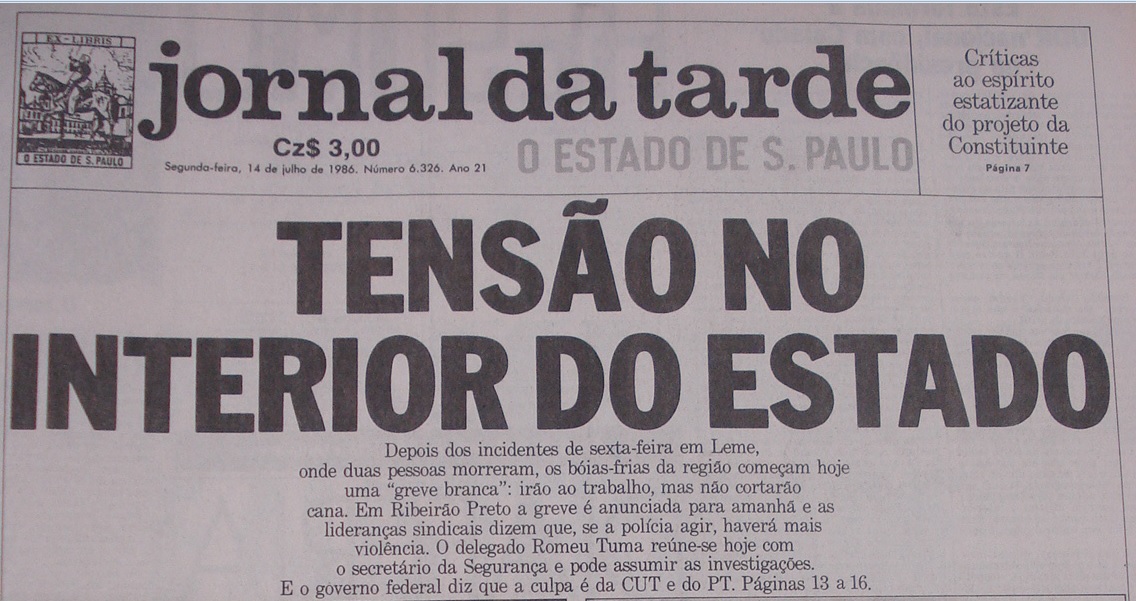 EX-LIBRIS
O ESTADO DE S. PAULO
jornal da tarde
Cz$ 3,00
O ESTADO DE S. PAULO
Segunda-feira, 14 de julho de 1986. Número 6.326. Ano 21
Críticas
ao espírito
estatizante
do projeto da
Constituinte
Página 7
TENSÃO NO
INTERIOR DO ESTADO
Depois dos incidentes de sexta-feira em Leme,
onde duas pessoas morreram, os bóias-frias da região começam hoje
uma “greve branca”: irão ao trabalho, mas não cortarão
cana. Em Ribeirão Preto a greve é anunciada para amanhã e as
lideranças sindicais dizem que, se a polícia agir, haverá mais
violência. O delegado Romeu Tuma reúne-se hoje com
o secretário da Segurança e pode assumir as investigações.
E o governo federal diz que a culpa é da CUT e do PT. Páginas 13 a 16.